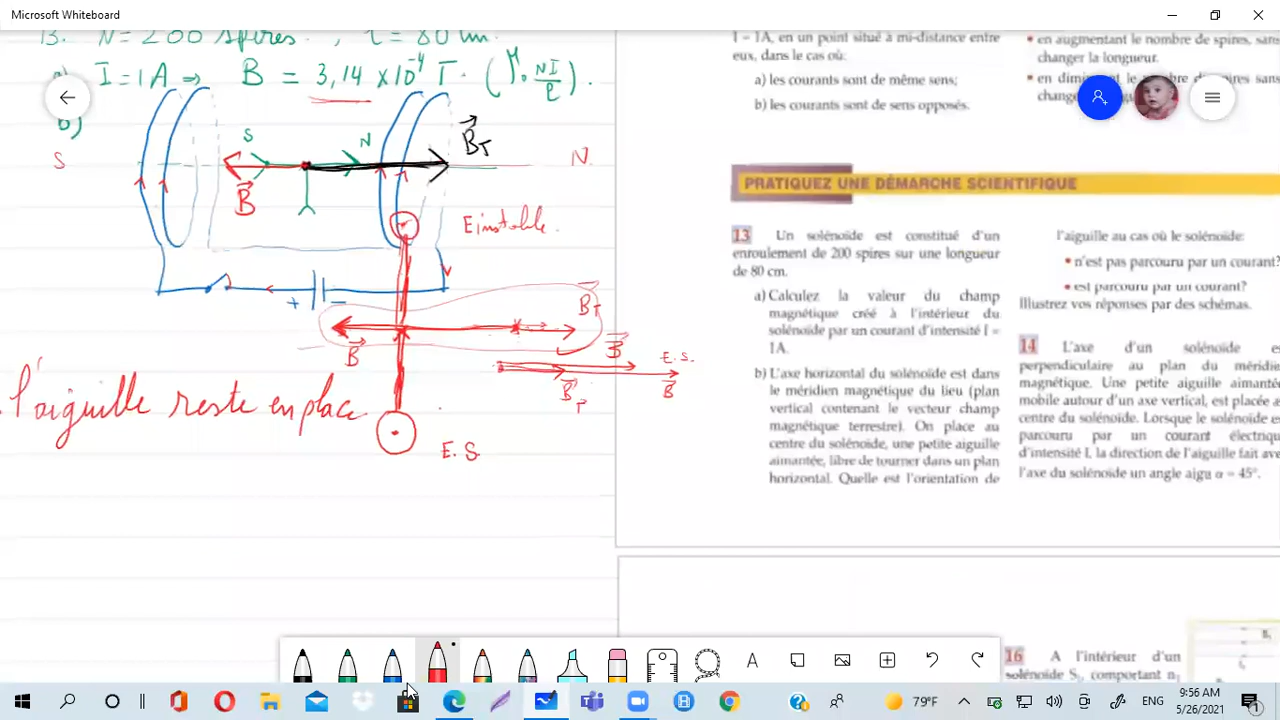 Microsoft Whiteboard
13. N = 200 spires. , l = 80 cm.
a) I = 1 A ⇒ B = 3,14 × 10⁻⁴ T. (μ₀ NI/l).
b)
S
S
N
B_T
N
B
E instable.
+ −
B_T
B
B
E.S.
B_P
B
l'aiguille reste en place.
E. S.
I = 1A, en un point situé à mi-distance entre
eux, dans le cas où:
a) les courants sont de même sens;
b) les courants sont de sens opposés.
• en augmentant le nombre de spires, sans
changer la longueur.
• en le nombre de spires sans
PRATIQUEZ UNE DÉMARCHE SCIENTIFIQUE
13 Un solénoïde est constitué d'un
enroulement de 200 spires sur une longueur
de 80 cm.
a) Calculez la valeur du champ
magnétique créé à l'intérieur du
solénoïde par un courant d'intensité I =
1A.
b) L'axe horizontal du solénoïde est dans
le méridien magnétique du lieu (plan
vertical contenant le vecteur champ
magnétique terrestre). On place au
centre du solénoïde, une petite aiguille
aimantée, libre de tourner dans un plan
horizontal. Quelle est l'orientation de
l'aiguille au cas où le solénoïde:
• n'est pas parcouru par un courant?
• est parcouru par un courant?
Illustrez vos réponses par des schémas.
14 L'axe d'un solénoïde
perpendiculaire au plan du
magnétique. Une petite aiguille
mobile autour d'un axe vertical, est placée
centre du solénoïde. Lorsque le solénoïde
parcouru par un courant
d'intensité I, la direction de l'aiguille fait
l'axe du solénoïde un angle aigu α = 45°.
16 A l'intérieur d'un
solénoïde S₁, comportant n₁
79°F
ENG
9:56 AM
5/26/2021